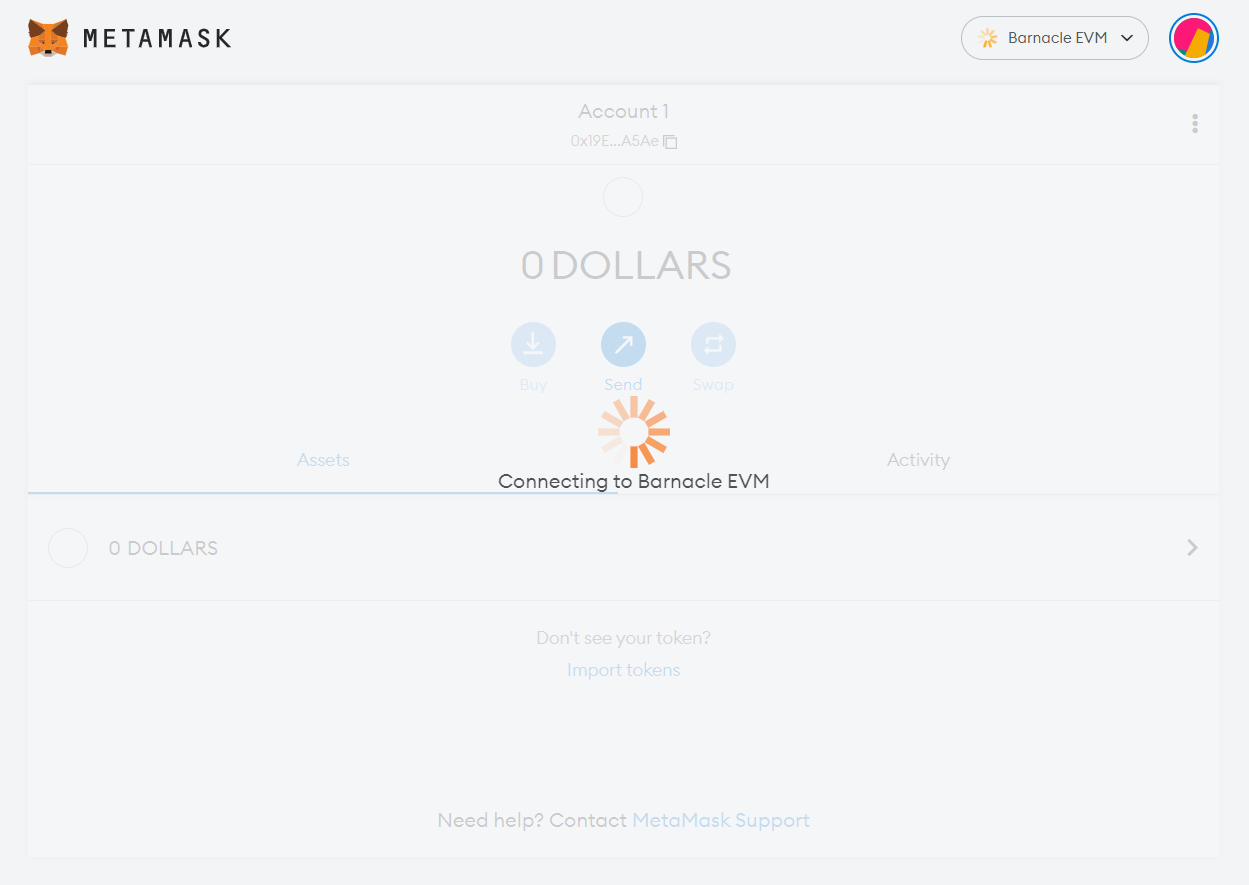 METAMASK
Barnacle EVM
Account 1
0x19E...A5Ae
0 DOLLARS
Buy
Send
Swap
Assets
Activity
Connecting to Barnacle EVM
0 DOLLARS
Don't see your token?
Import tokens
Need help? Contact MetaMask Support